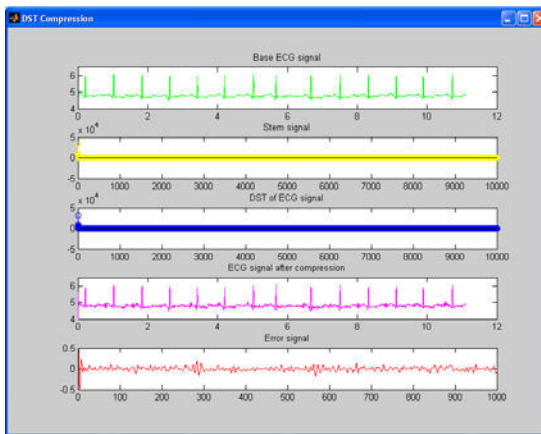 DST Compression
Base ECG signal
6
5
4
0 2 4 6 8 10 12
x 10^4
Stem signal
5
0
-5
0 1000 2000 3000 4000 5000 6000 7000 8000 9000 10000
x 10^4
DST of ECG signal
5
0
-5
0 1000 2000 3000 4000 5000 6000 7000 8000 9000 10000
ECG signal after compression
6
5
4
0 2 4 6 8 10 12
Error signal
0.5
0
-0.5
0 100 200 300 400 500 600 700 800 900 1000